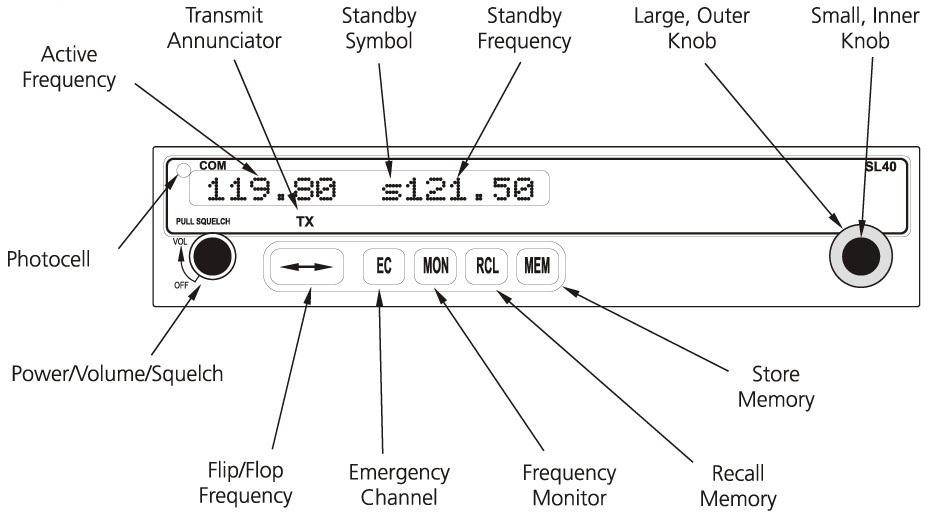 Transmit
Annunciator
Standby
Symbol
Standby
Frequency
Large, Outer
Knob
Small, Inner
Knob
Active
Frequency
COM
SL40
119.80 s121.50
PULL SQUELCH
TX
VOL
OFF
EC
MON
RCL
MEM
Photocell
Power/Volume/Squelch
Store
Memory
Flip/Flop
Frequency
Emergency
Channel
Frequency
Monitor
Recall
Memory